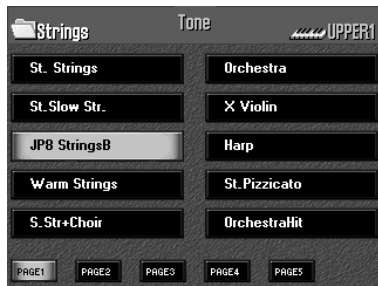 Strings Tone UPPER1
St. Strings Orchestra
St.Slow Str. X Violin
JP8 StringsB Harp
Warm Strings St.Pizzicato
S.Str+Choir OrchestraHit
PAGE1 PAGE2 PAGE3 PAGE4 PAGE5